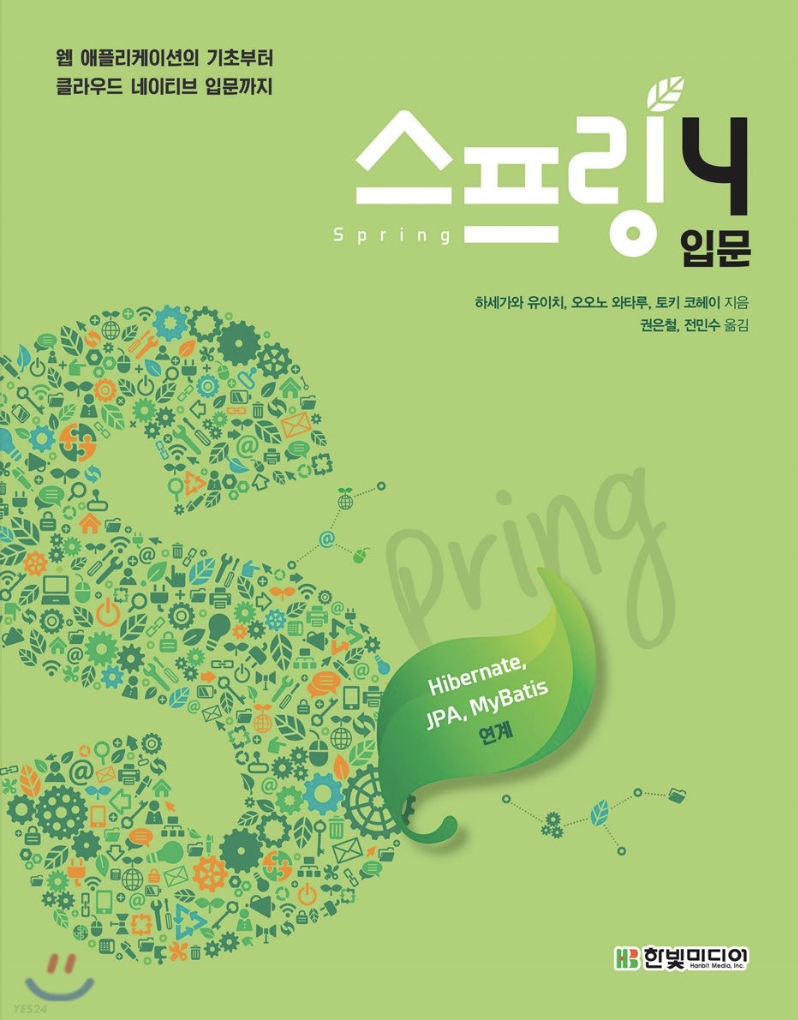 웹 애플리케이션의 기초부터
클라우드 네이티브 입문까지
스프링4
Spring
입문
하세가와 유이치, 오오노 와타루, 토키 코헤이 지음
권은철, 전민수 옮김
Spring
Hibernate,
JPA, MyBatis
연계
HB 한빛미디어
Hanbit Media, Inc.
YES24